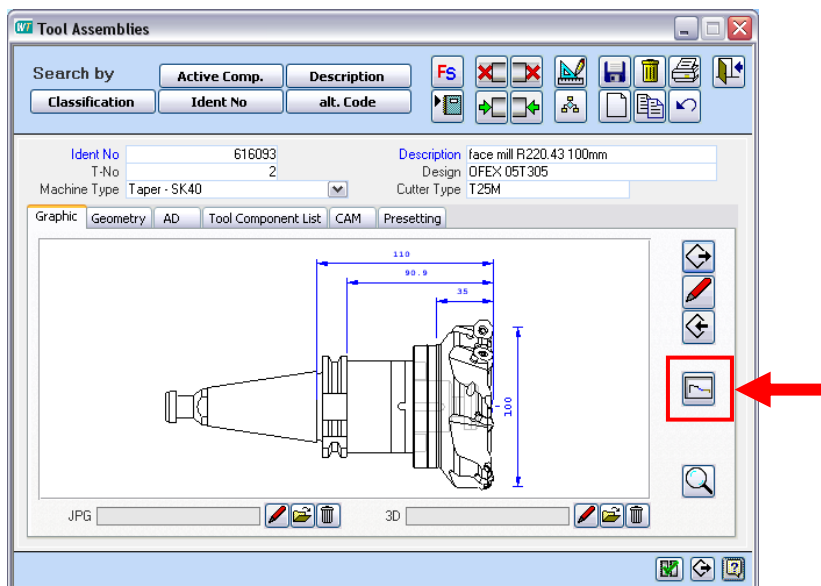 WT Tool Assemblies
Search by Active Comp. Description FS
Classification Ident No alt. Code
Ident No 616093 Description face mill R220.43 100mm
T-No 2 Design OFEX 05T305
Machine Type Taper - SK40 Cutter Type T25M
Graphic Geometry AD Tool Component List CAM Presetting
110
90.9
35
100
JPG 3D